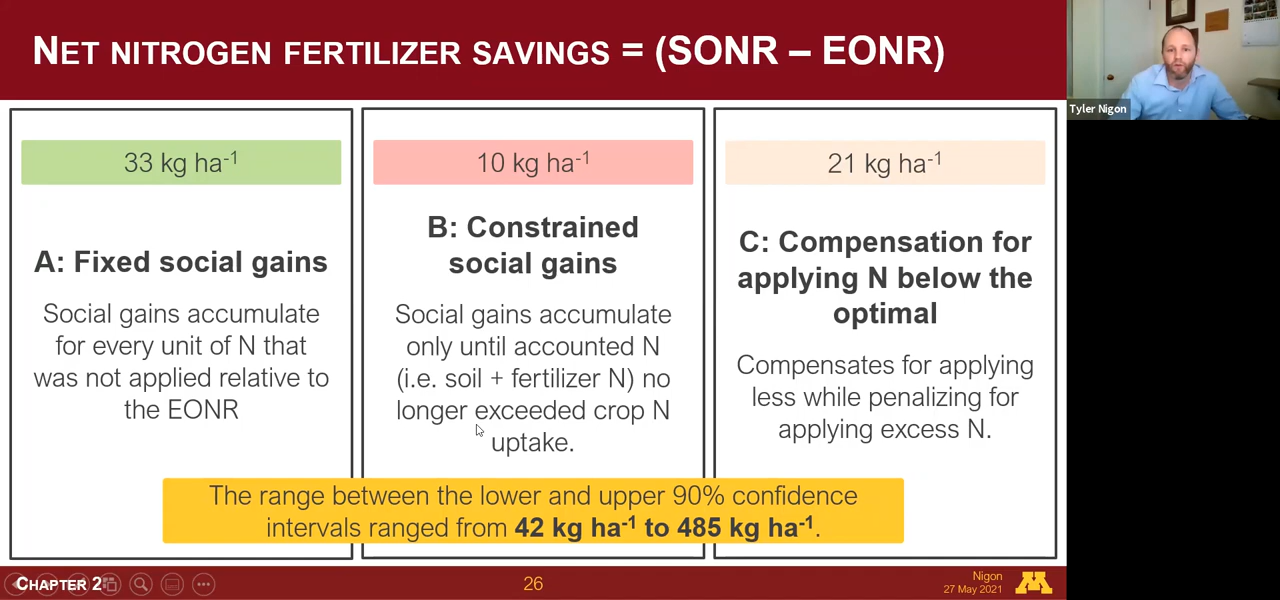 NET NITROGEN FERTILIZER SAVINGS = (SONR – EONR)
Tyler Nigon
33 kg ha-1
A: Fixed social gains
Social gains accumulate
for every unit of N that
was not applied relative to
the EONR
10 kg ha-1
B: Constrained
social gains
Social gains accumulate
only until accounted N
(i.e. soil + fertilizer N) no
longer exceeded crop N
uptake.
21 kg ha-1
C: Compensation for
applying N below the
optimal
Compensates for applying
less while penalizing for
applying excess N.
The range between the lower and upper 90% confidence
intervals ranged from 42 kg ha-1 to 485 kg ha-1.
CHAPTER 2
26
Nigon
27 May 2021
M